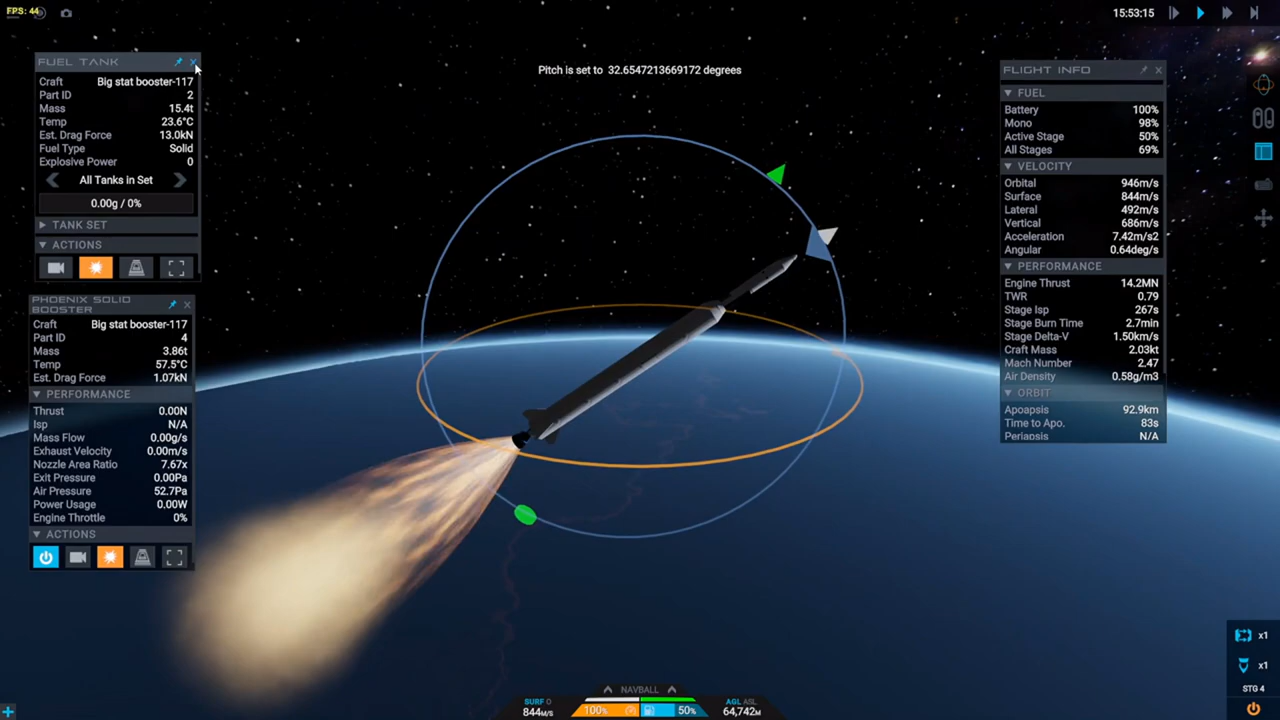 FPS: 44
15:53:15
Pitch is set to 32.6547213669172 degrees
FUEL TANK
Craft Big stat booster-117
Part ID 2
Mass 15.4t
Temp 23.6°C
Est. Drag Force 13.0kN
Fuel Type Solid
Explosive Power 0
All Tanks in Set
0.00g / 0%
TANK SET
ACTIONS
PHOENIX SOLID
BOOSTER
Craft Big stat booster-117
Part ID 4
Mass 3.86t
Temp 57.5°C
Est. Drag Force 1.07kN
PERFORMANCE
Thrust 0.00N
Isp N/A
Mass Flow 0.00g/s
Exhaust Velocity 0.00m/s
Nozzle Area Ratio 7.67x
Exit Pressure 0.00Pa
Air Pressure 52.7Pa
Power Usage 0.00W
Engine Throttle 0%
ACTIONS
FLIGHT INFO
FUEL
Battery 100%
Mono 98%
Active Stage 50%
All Stages 69%
VELOCITY
Orbital 946m/s
Surface 844m/s
Lateral 492m/s
Vertical 686m/s
Acceleration 7.42m/s2
Angular 0.64deg/s
PERFORMANCE
Engine Thrust 14.2MN
TWR 0.79
Stage Isp 267s
Stage Burn Time 2.7min
Stage Delta-V 1.50km/s
Craft Mass 2.03kt
Mach Number 2.47
Air Density 0.58g/m3
ORBIT
Apoapsis 92.9km
Time to Apo. 83s
Periapsis N/A
x1
x1
STG 4
NAVBALL
SURF O
844M/S
100%
50%
AGL ASL
64,742M